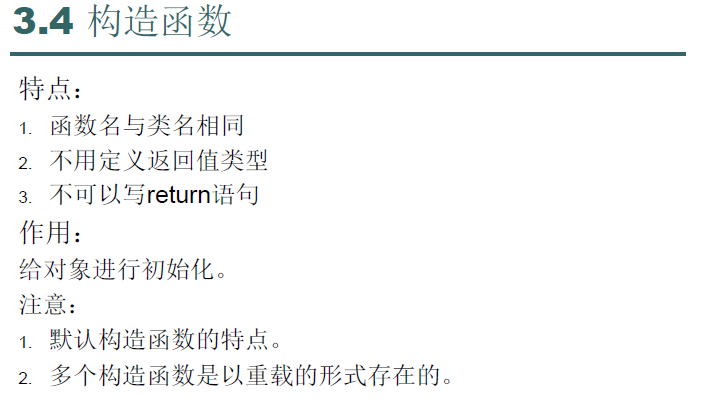 3.4 构造函数
特点：
1. 函数名与类名相同
2. 不用定义返回值类型
3. 不可以写return语句
作用：
给对象进行初始化。
注意：
1. 默认构造函数的特点。
2. 多个构造函数是以重载的形式存在的。